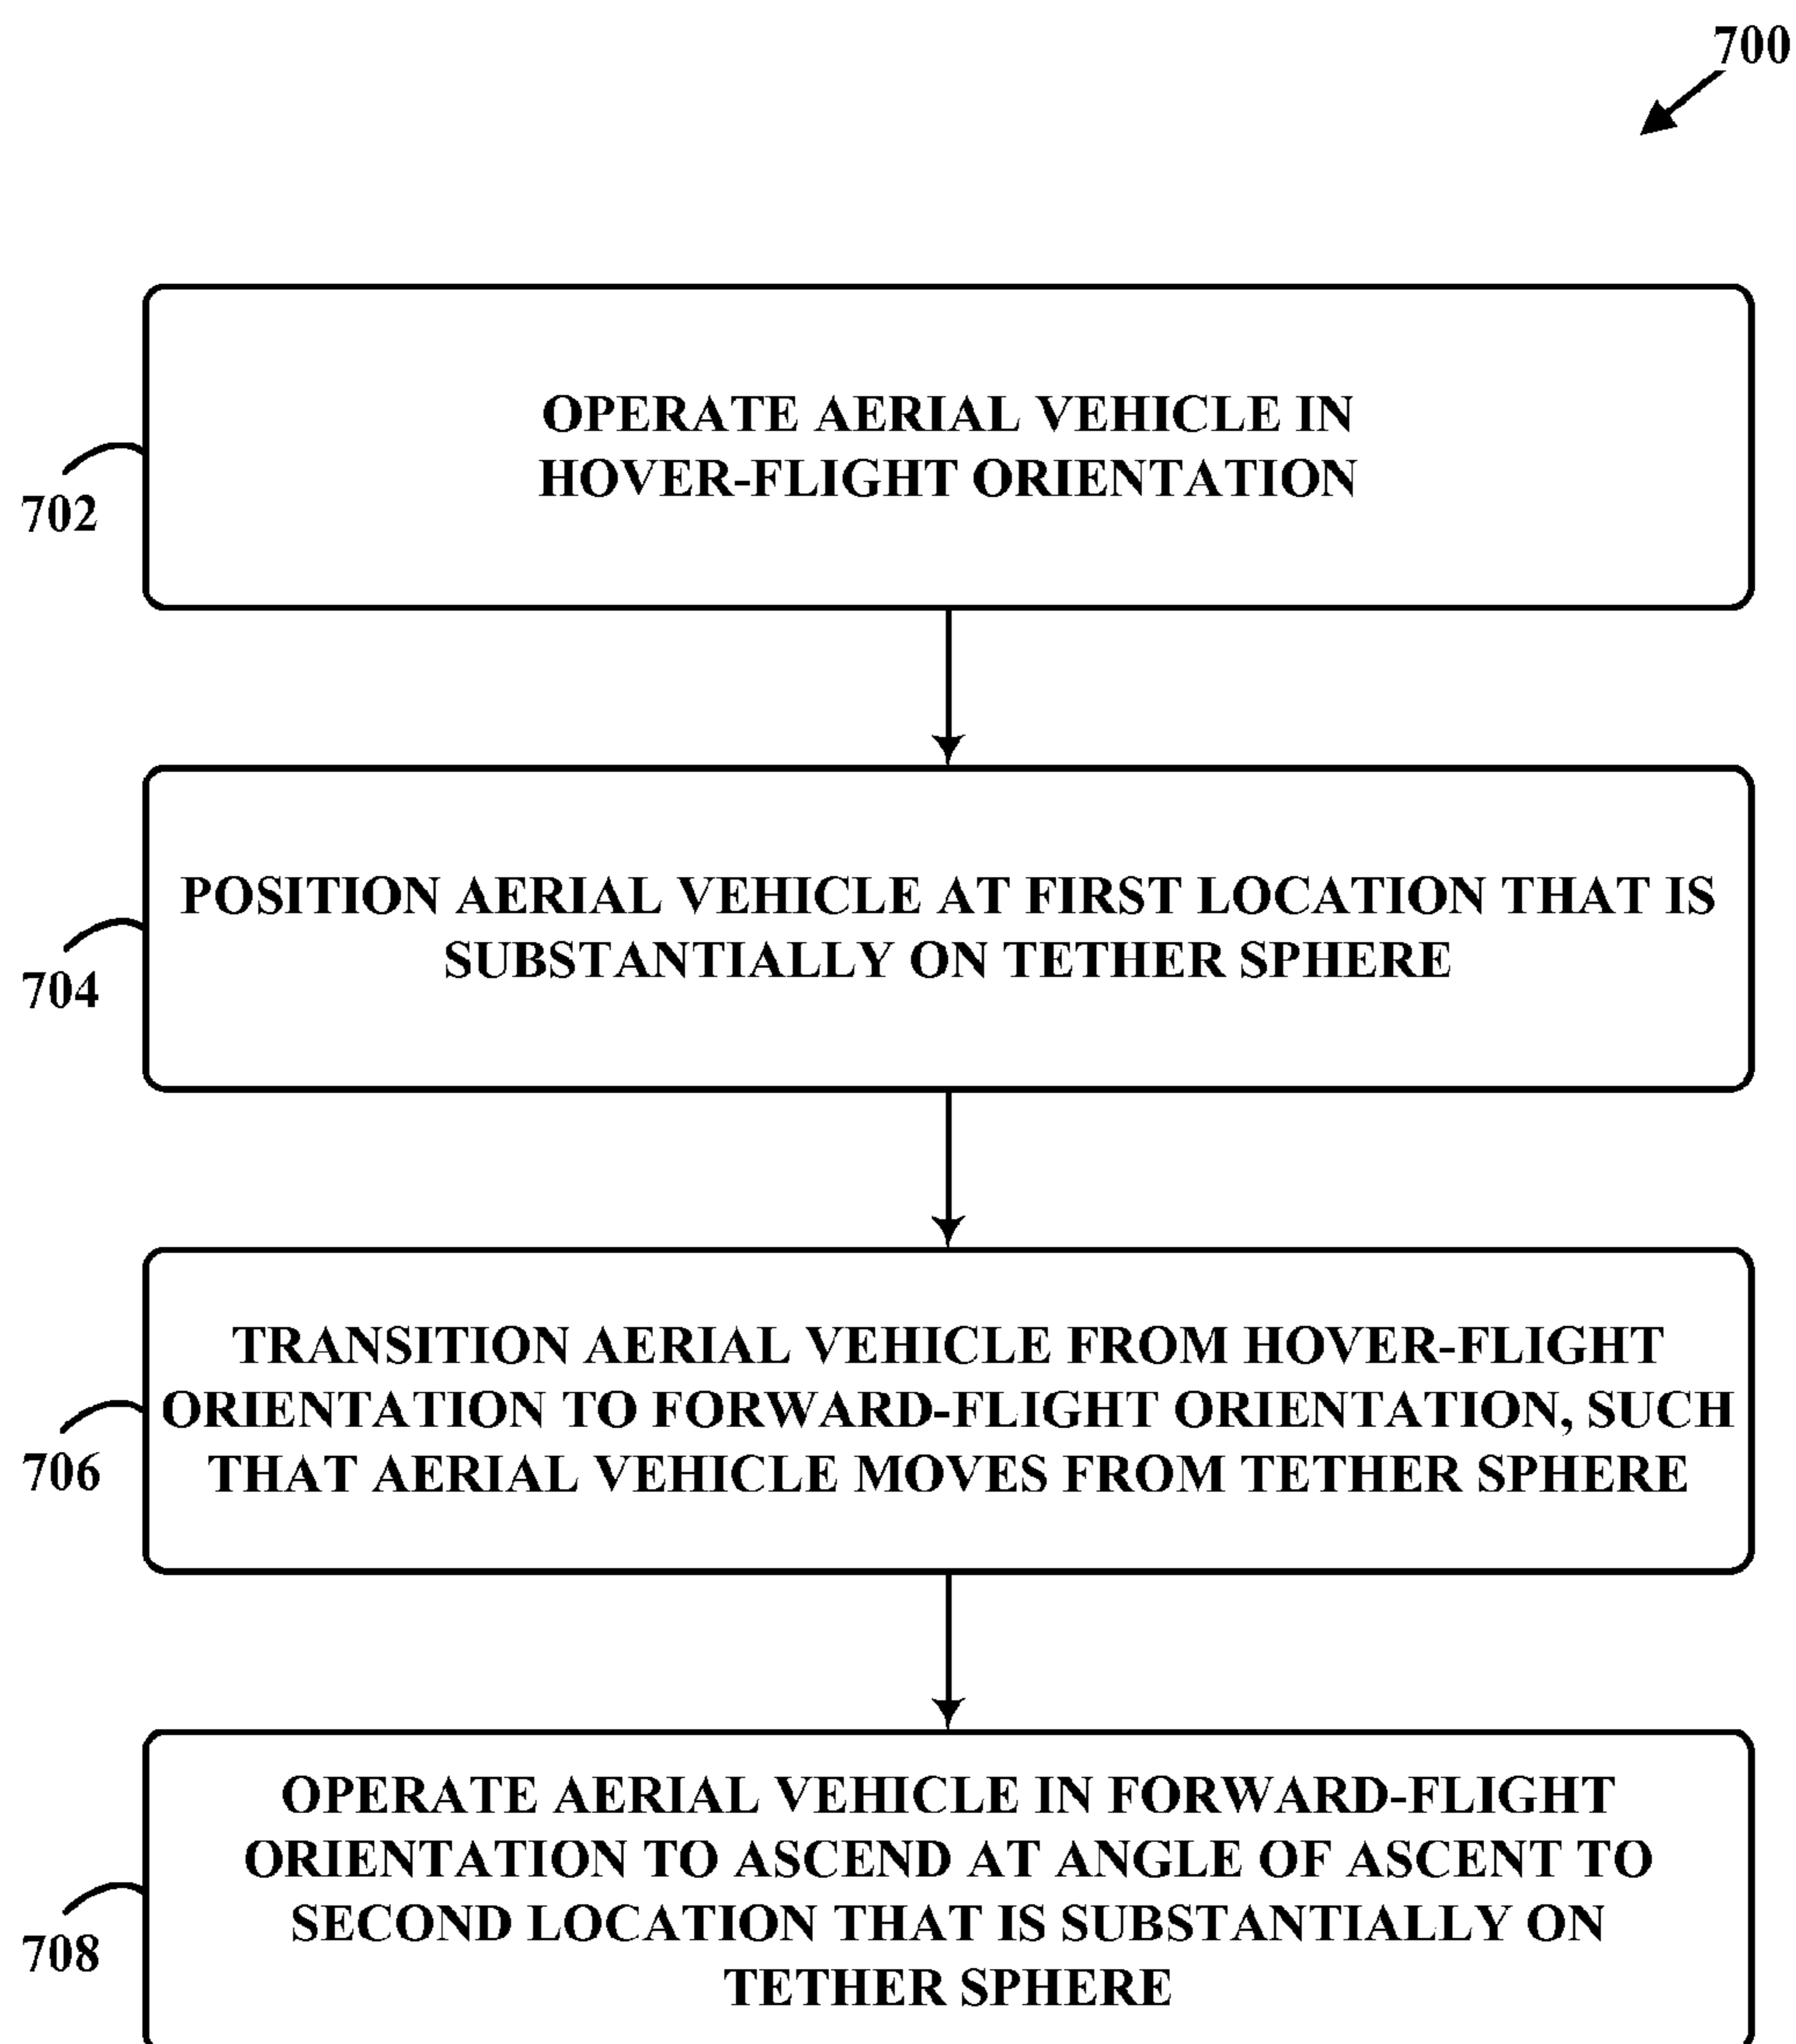 700
OPERATE AERIAL VEHICLE IN
HOVER-FLIGHT ORIENTATION
702
POSITION AERIAL VEHICLE AT FIRST LOCATION THAT IS
SUBSTANTIALLY ON TETHER SPHERE
704
TRANSITION AERIAL VEHICLE FROM HOVER-FLIGHT
ORIENTATION TO FORWARD-FLIGHT ORIENTATION, SUCH
THAT AERIAL VEHICLE MOVES FROM TETHER SPHERE
706
OPERATE AERIAL VEHICLE IN FORWARD-FLIGHT
ORIENTATION TO ASCEND AT ANGLE OF ASCENT TO
SECOND LOCATION THAT IS SUBSTANTIALLY ON
TETHER SPHERE
708